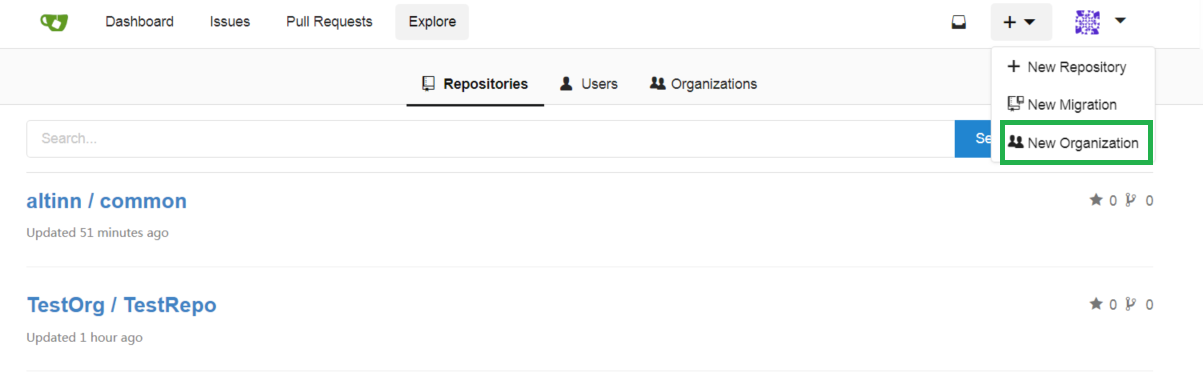 Dashboard Issues Pull Requests Explore
New Repository
Repositories Users Organizations
New Migration
Search...
New Organization
altinn / common 0 0
Updated 51 minutes ago
TestOrg / TestRepo 0 0
Updated 1 hour ago